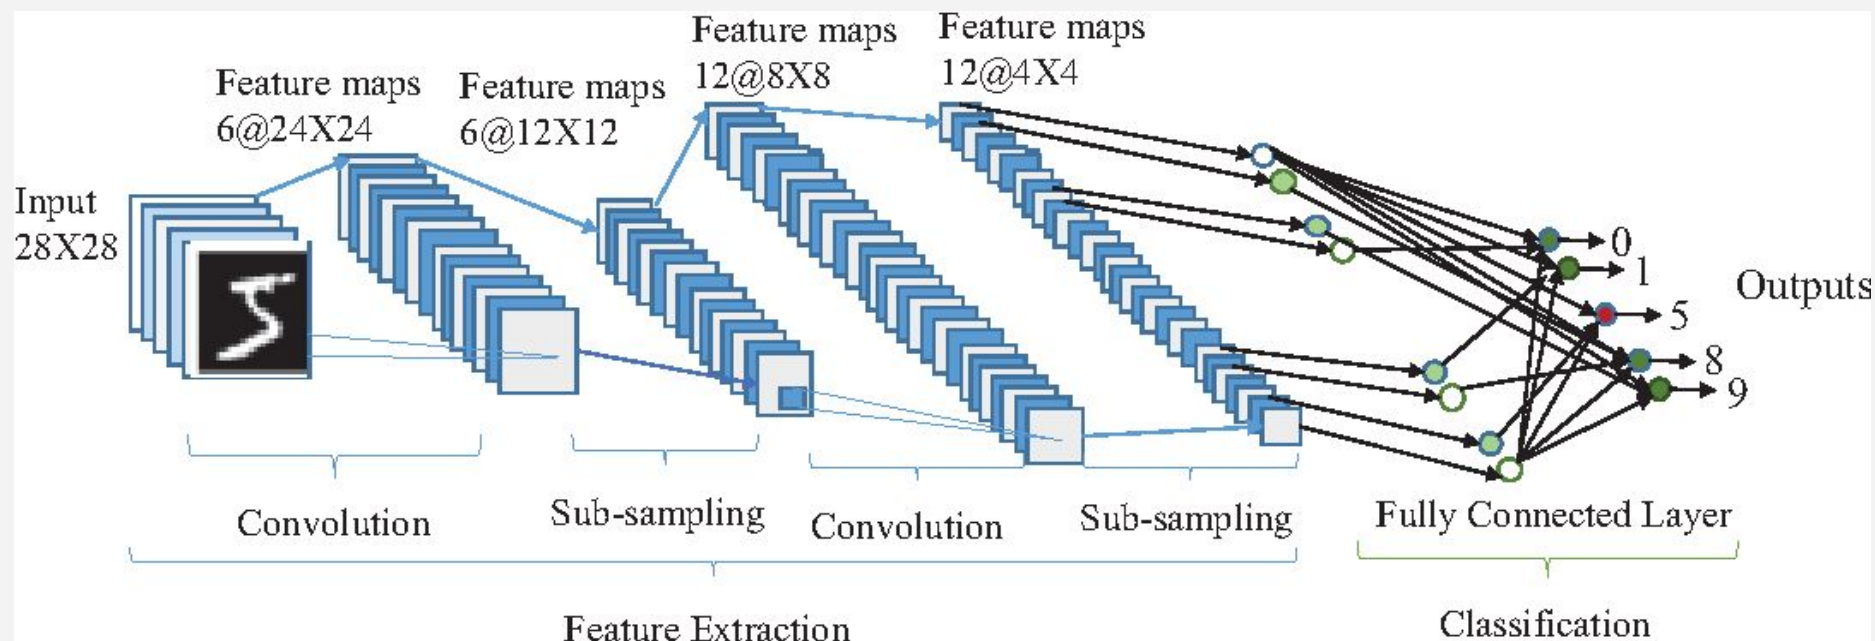 Input
28X28
Feature maps
6@24X24
Feature maps
6@12X12
Feature maps
12@8X8
Feature maps
12@4X4
0
1
5
8
9
Outputs
Convolution
Sub-sampling
Convolution
Sub-sampling
Fully Connected Layer
Feature Extraction
Classification